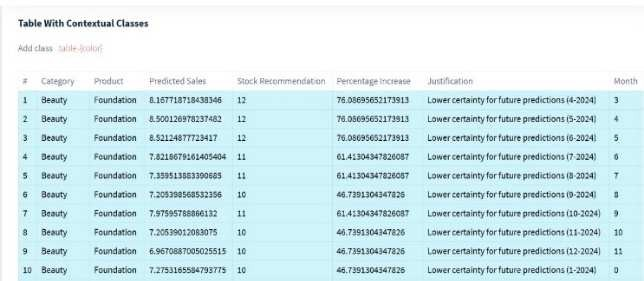 Table With Contextual Classes
Add class .table-{color}
# Category Product Predicted Sales Stock Recommendation Percentage Increase Justification Month
1 Beauty Foundation 8.167718718438346 12 76.08695652173913 Lower certainty for future predictions (4-2024) 3
2 Beauty Foundation 8.500126978237482 12 76.08695652173913 Lower certainty for future predictions (5-2024) 4
3 Beauty Foundation 8.52124877723417 12 76.08695652173913 Lower certainty for future predictions (6-2024) 5
4 Beauty Foundation 7.8218679161405404 11 61.41304347826087 Lower certainty for future predictions (7-2024) 6
5 Beauty Foundation 7.359513883390685 11 61.41304347826087 Lower certainty for future predictions (8-2024) 7
6 Beauty Foundation 7.205398568532356 10 46.7391304347826 Lower certainty for future predictions (9-2024) 8
7 Beauty Foundation 7.97595788866132 11 61.41304347826087 Lower certainty for future predictions (10-2024) 9
8 Beauty Foundation 7.20539012083075 10 46.7391304347826 Lower certainty for future predictions (11-2024) 10
9 Beauty Foundation 6.9670887005025515 10 46.7391304347826 Lower certainty for future predictions (12-2024) 11
10 Beauty Foundation 7.2753165584793775 10 46.7391304347826 Lower certainty for future predictions (1-2024) 0